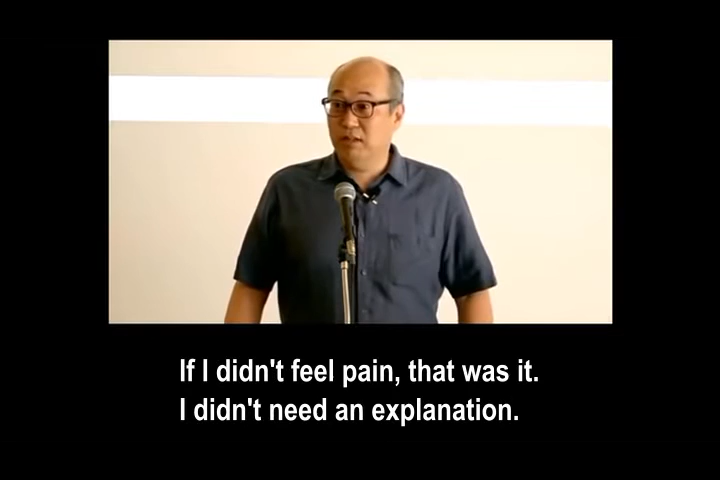 If I didn't feel pain, that was it.
I didn't need an explanation.